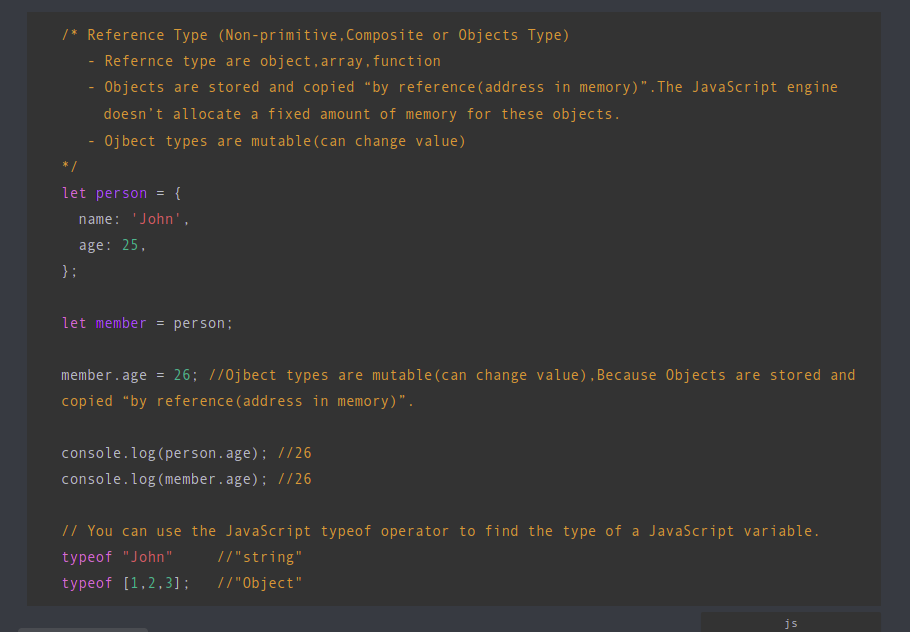 /* Reference Type (Non-primitive,Composite or Objects Type)
- Refernce type are object,array,function
- Objects are stored and copied “by reference(address in memory)”.The JavaScript engine
doesn’t allocate a fixed amount of memory for these objects.
- Ojbect types are mutable(can change value)
*/
let person = {
name: 'John',
age: 25,
};
let member = person;
member.age = 26; //Ojbect types are mutable(can change value),Because Objects are stored and
copied “by reference(address in memory)”.
console.log(person.age); //26
console.log(member.age); //26
// You can use the JavaScript typeof operator to find the type of a JavaScript variable.
typeof "John" //"string"
typeof [1,2,3]; //"Object"
js